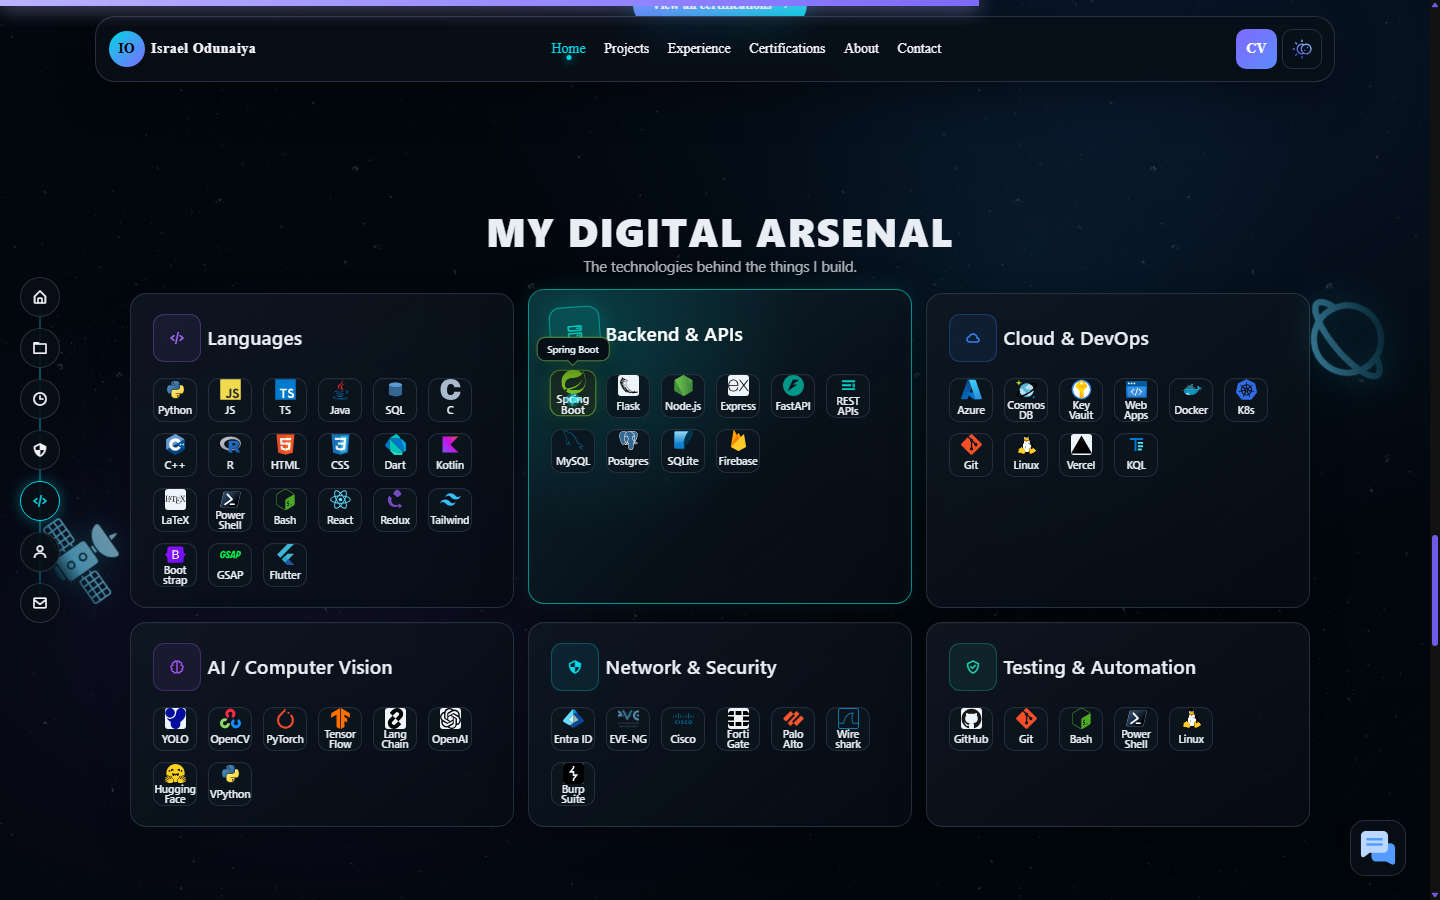 View all certifications
IO Israel Odunaiya
Home Projects Experience Certifications About Contact
CV
MY DIGITAL ARSENAL
The technologies behind the things I build.
Languages
Python JS TS Java SQL C
C++ R HTML CSS Dart Kotlin
LaTeX Power Shell Bash React Redux Tailwind
Boot strap GSAP Flutter
Backend & APIs
Spring Boot
Spring Boot Flask Node.js Express FastAPI REST APIs
MySQL Postgres SQLite Firebase
Cloud & DevOps
Azure Cosmos DB Key Vault Web Apps Docker K8s
Git Linux Vercel KQL
AI / Computer Vision
YOLO OpenCV PyTorch Tensor Flow Lang Chain OpenAI
Hugging Face VPython
Network & Security
Entra ID EVE-NG Cisco Forti Gate Palo Alto Wire shark
Burp Suite
Testing & Automation
GitHub Git Bash Power Shell Linux